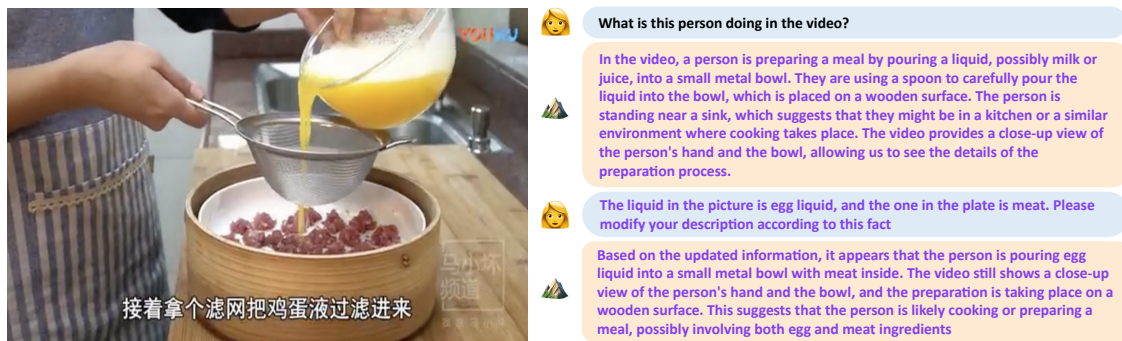 YOUKU
马小坏
频道
接着拿个滤网把鸡蛋液过滤进来
What is this person doing in the video?
In the video, a person is preparing a meal by pouring a liquid, possibly milk or
juice, into a small metal bowl. They are using a spoon to carefully pour the
liquid into the bowl, which is placed on a wooden surface. The person is
standing near a sink, which suggests that they might be in a kitchen or a similar
environment where cooking takes place. The video provides a close-up view of
the person's hand and the bowl, allowing us to see the details of the
preparation process.
The liquid in the picture is egg liquid, and the one in the plate is meat. Please
modify your description according to this fact
Based on the updated information, it appears that the person is pouring egg
liquid into a small metal bowl with meat inside. The video still shows a close-up
view of the person's hand and the bowl, and the preparation is taking place on a
wooden surface. This suggests that the person is likely cooking or preparing a
meal, possibly involving both egg and meat ingredients